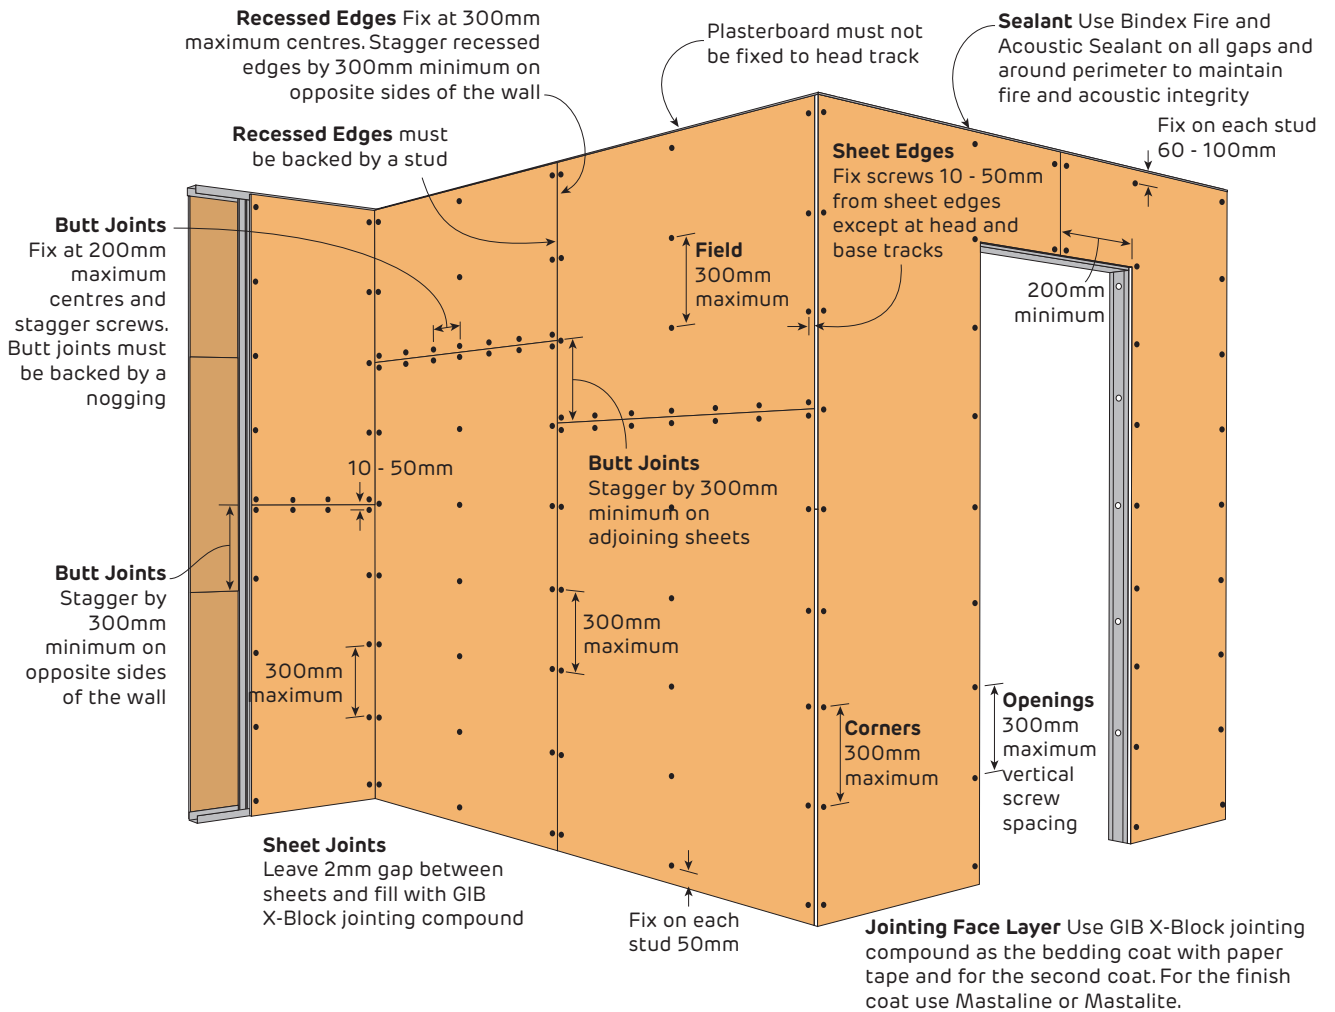 Recessed Edges Fix at 300mm
maximum centres. Stagger recessed
edges by 300mm minimum on
opposite sides of the wall
Plasterboard must not
be fixed to head track
Sealant Use Bindex Fire and
Acoustic Sealant on all gaps and
around perimeter to maintain
fire and acoustic integrity
Fix on each stud
60 - 100mm
Recessed Edges must
be backed by a stud
Sheet Edges
Fix screws 10 - 50mm
from sheet edges
except at head and
base tracks
Butt Joints
Fix at 200mm
maximum
centres and
stagger screws.
Butt joints must
be backed by a
nogging
Field
300mm
maximum
200mm
minimum
10 - 50mm
Butt Joints
Stagger by 300mm
minimum on
adjoining sheets
Butt Joints
Stagger by
300mm
minimum on
opposite sides
of the wall
300mm
maximum
300mm
maximum
Corners
300mm
maximum
Openings
300mm
maximum
vertical
screw
spacing
Sheet Joints
Leave 2mm gap between
sheets and fill with GIB
X-Block jointing compound
Fix on each
stud 50mm
Jointing Face Layer Use GIB X-Block jointing
compound as the bedding coat with paper
tape and for the second coat. For the finish
coat use Mastaline or Mastalite.